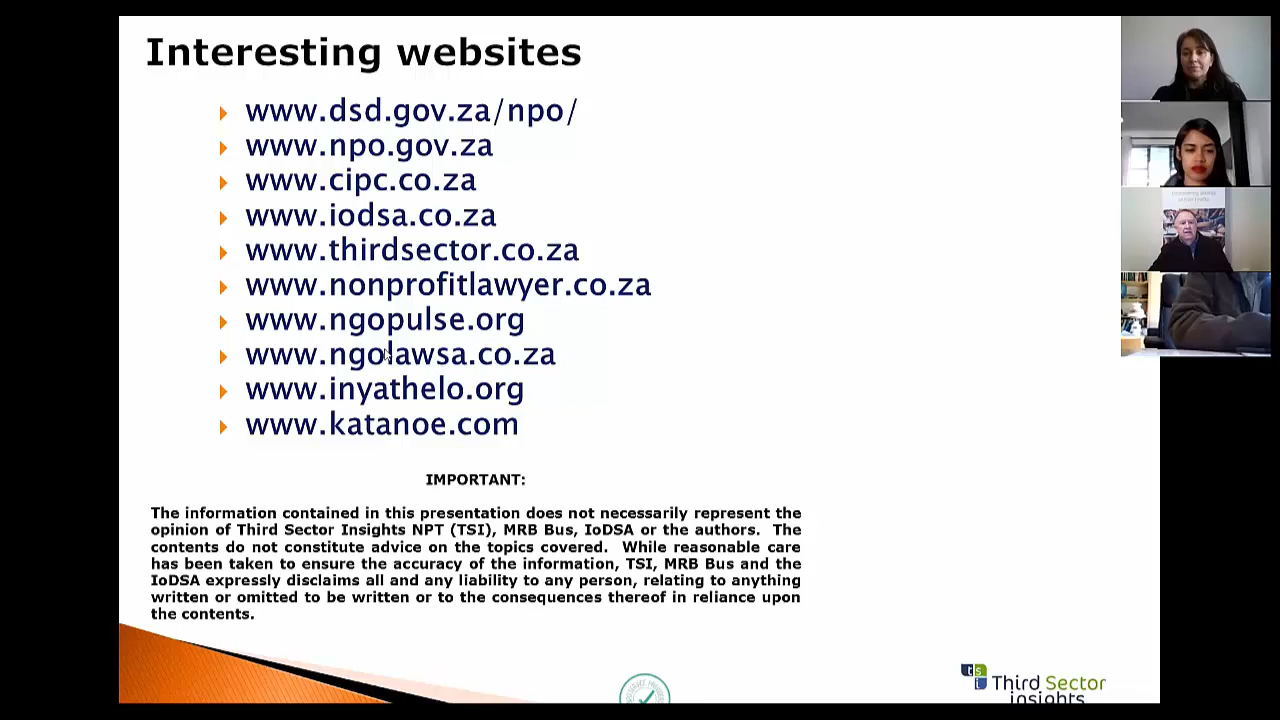 Interesting websites
www.dsd.gov.za/npo/
www.npo.gov.za
www.cipc.co.za
www.iodsa.co.za
www.thirdsector.co.za
www.nonprofitlawyer.co.za
www.ngopulse.org
www.ngolawsa.co.za
www.inyathelo.org
www.katanoe.com
IMPORTANT:
The information contained in this presentation does not necessarily represent the
opinion of Third Sector Insights NPT (TSI), MRB Bus, IoDSA or the authors. The
contents do not constitute advice on the topics covered. While reasonable care
has been taken to ensure the accuracy of the information, TSI, MRB Bus and the
IoDSA expressly disclaims all and any liability to any person, relating to anything
written or omitted to be written or to the consequences thereof in reliance upon
the contents.
tsi
Third Sector
insights